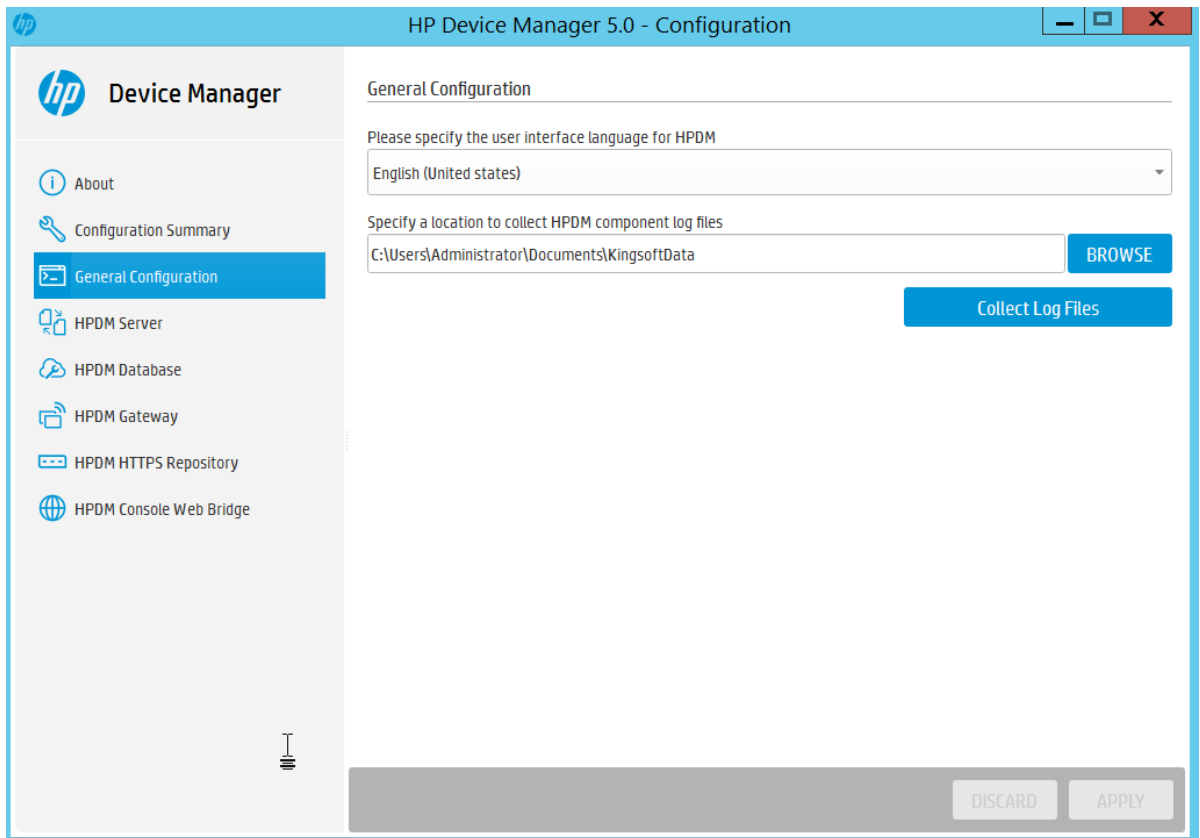 hp
HP Device Manager 5.0 - Configuration
X
hp
Device Manager
About
Configuration Summary
General Configuration
HPDM Server
HPDM Database
HPDM Gateway
HPDM HTTPS Repository
HPDM Console Web Bridge
General Configuration
Please specify the user interface language for HPDM
English (United states)
Specify a location to collect HPDM component log files
C:\Users\Administrator\Documents\KingsoftData
BROWSE
Collect Log Files
DISCARD
APPLY